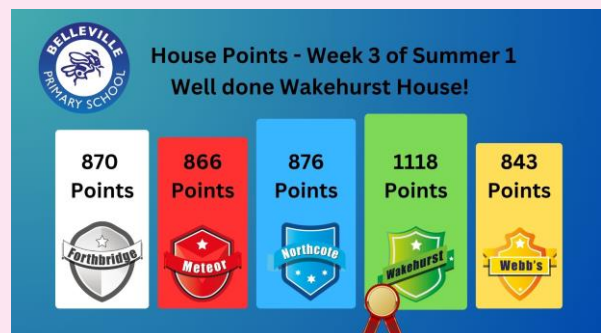 BELLEVILLE
PRIMARY SCHOOL
House Points - Week 3 of Summer 1
Well done Wakehurst House!
870
Points
Forthbridge
866
Points
Meteor
876
Points
Northcote
1118
Points
Wakehurst
843
Points
Webb's